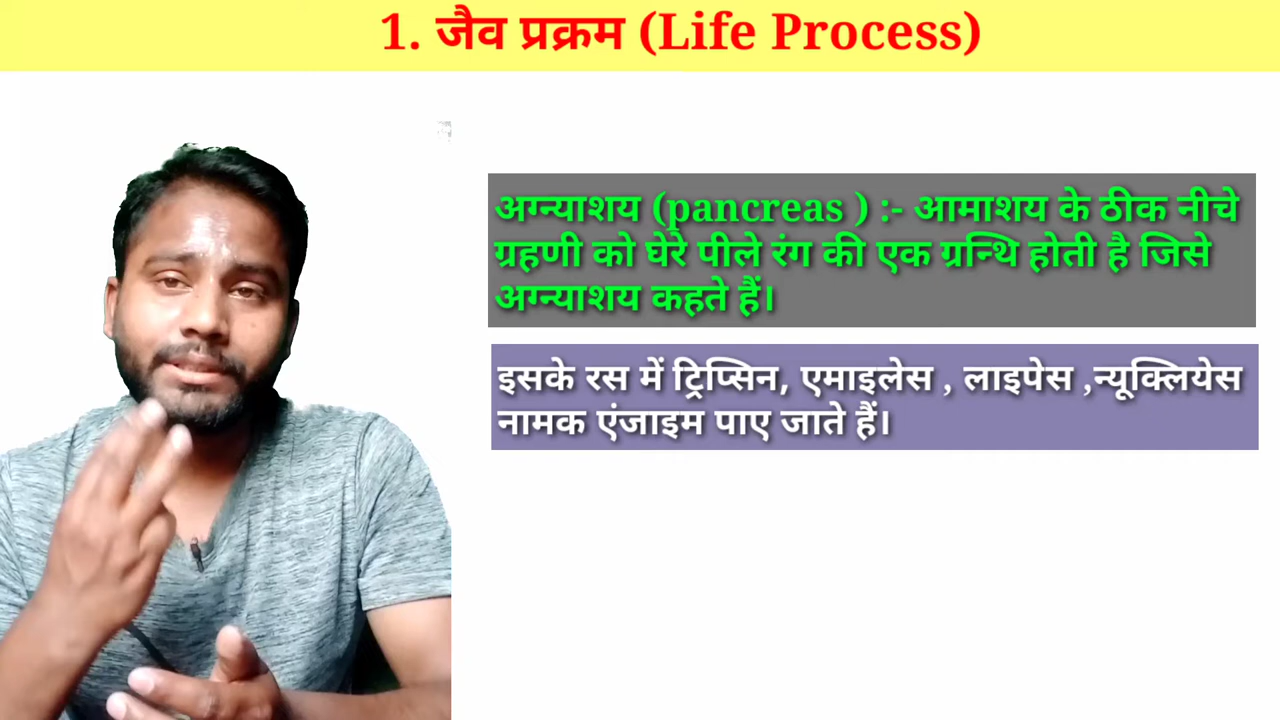 1. जैव प्रक्रम (Life Process)
अग्न्याशय (pancreas ) :- आमाशय के ठीक नीचे
ग्रहणी को घेरे पीले रंग की एक ग्रन्थि होती है जिसे
अग्न्याशय कहते हैं।
इसके रस में ट्रिप्सिन, एमाइलेस , लाइपेस ,न्यूक्लियेस
नामक एंजाइम पाए जाते हैं।